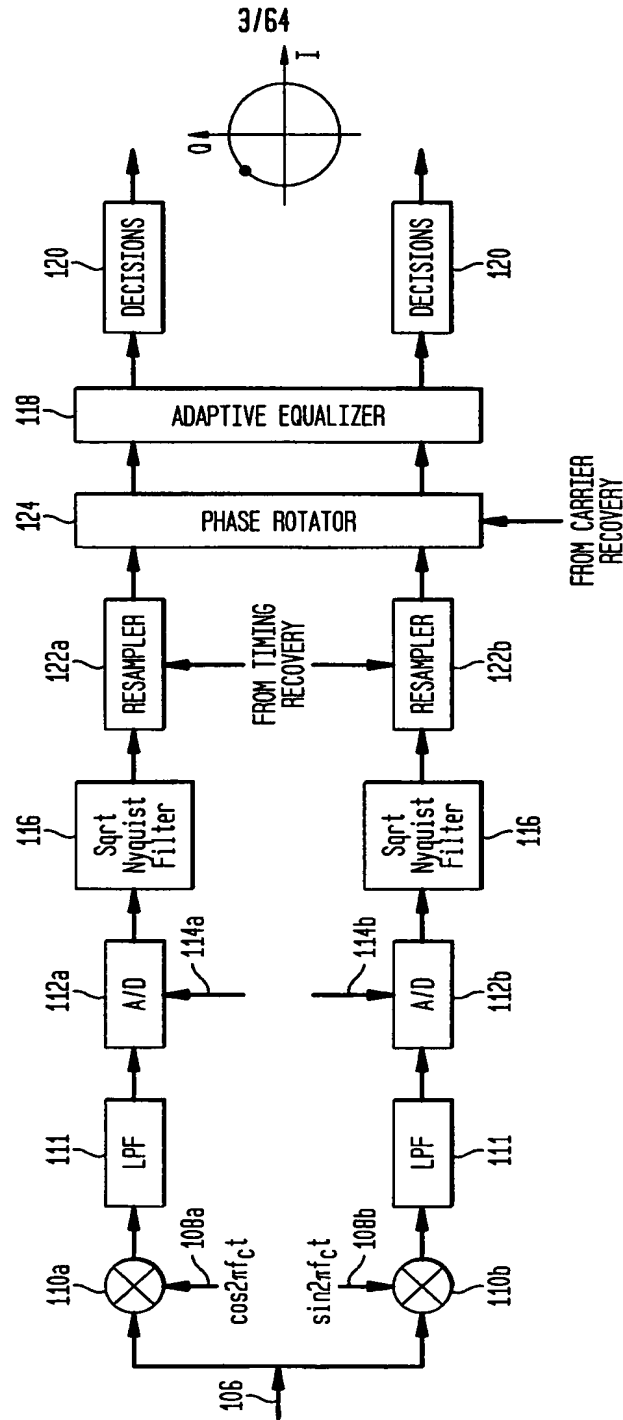 3/64
106
110a
cos2πf_ct
108a
111
LPF
112a
A/D
114a
116
Sqrt
Nyquist
Filter
122a
RESAMPLER
FROM TIMING
RECOVERY
124
PHASE ROTATOR
FROM CARRIER
RECOVERY
118
ADAPTIVE EQUALIZER
120
DECISIONS
Q
I
sin2πf_ct
108b
110b
LPF
111
114b
A/D
112b
Sqrt
Nyquist
Filter
116
RESAMPLER
122b
DECISIONS
120